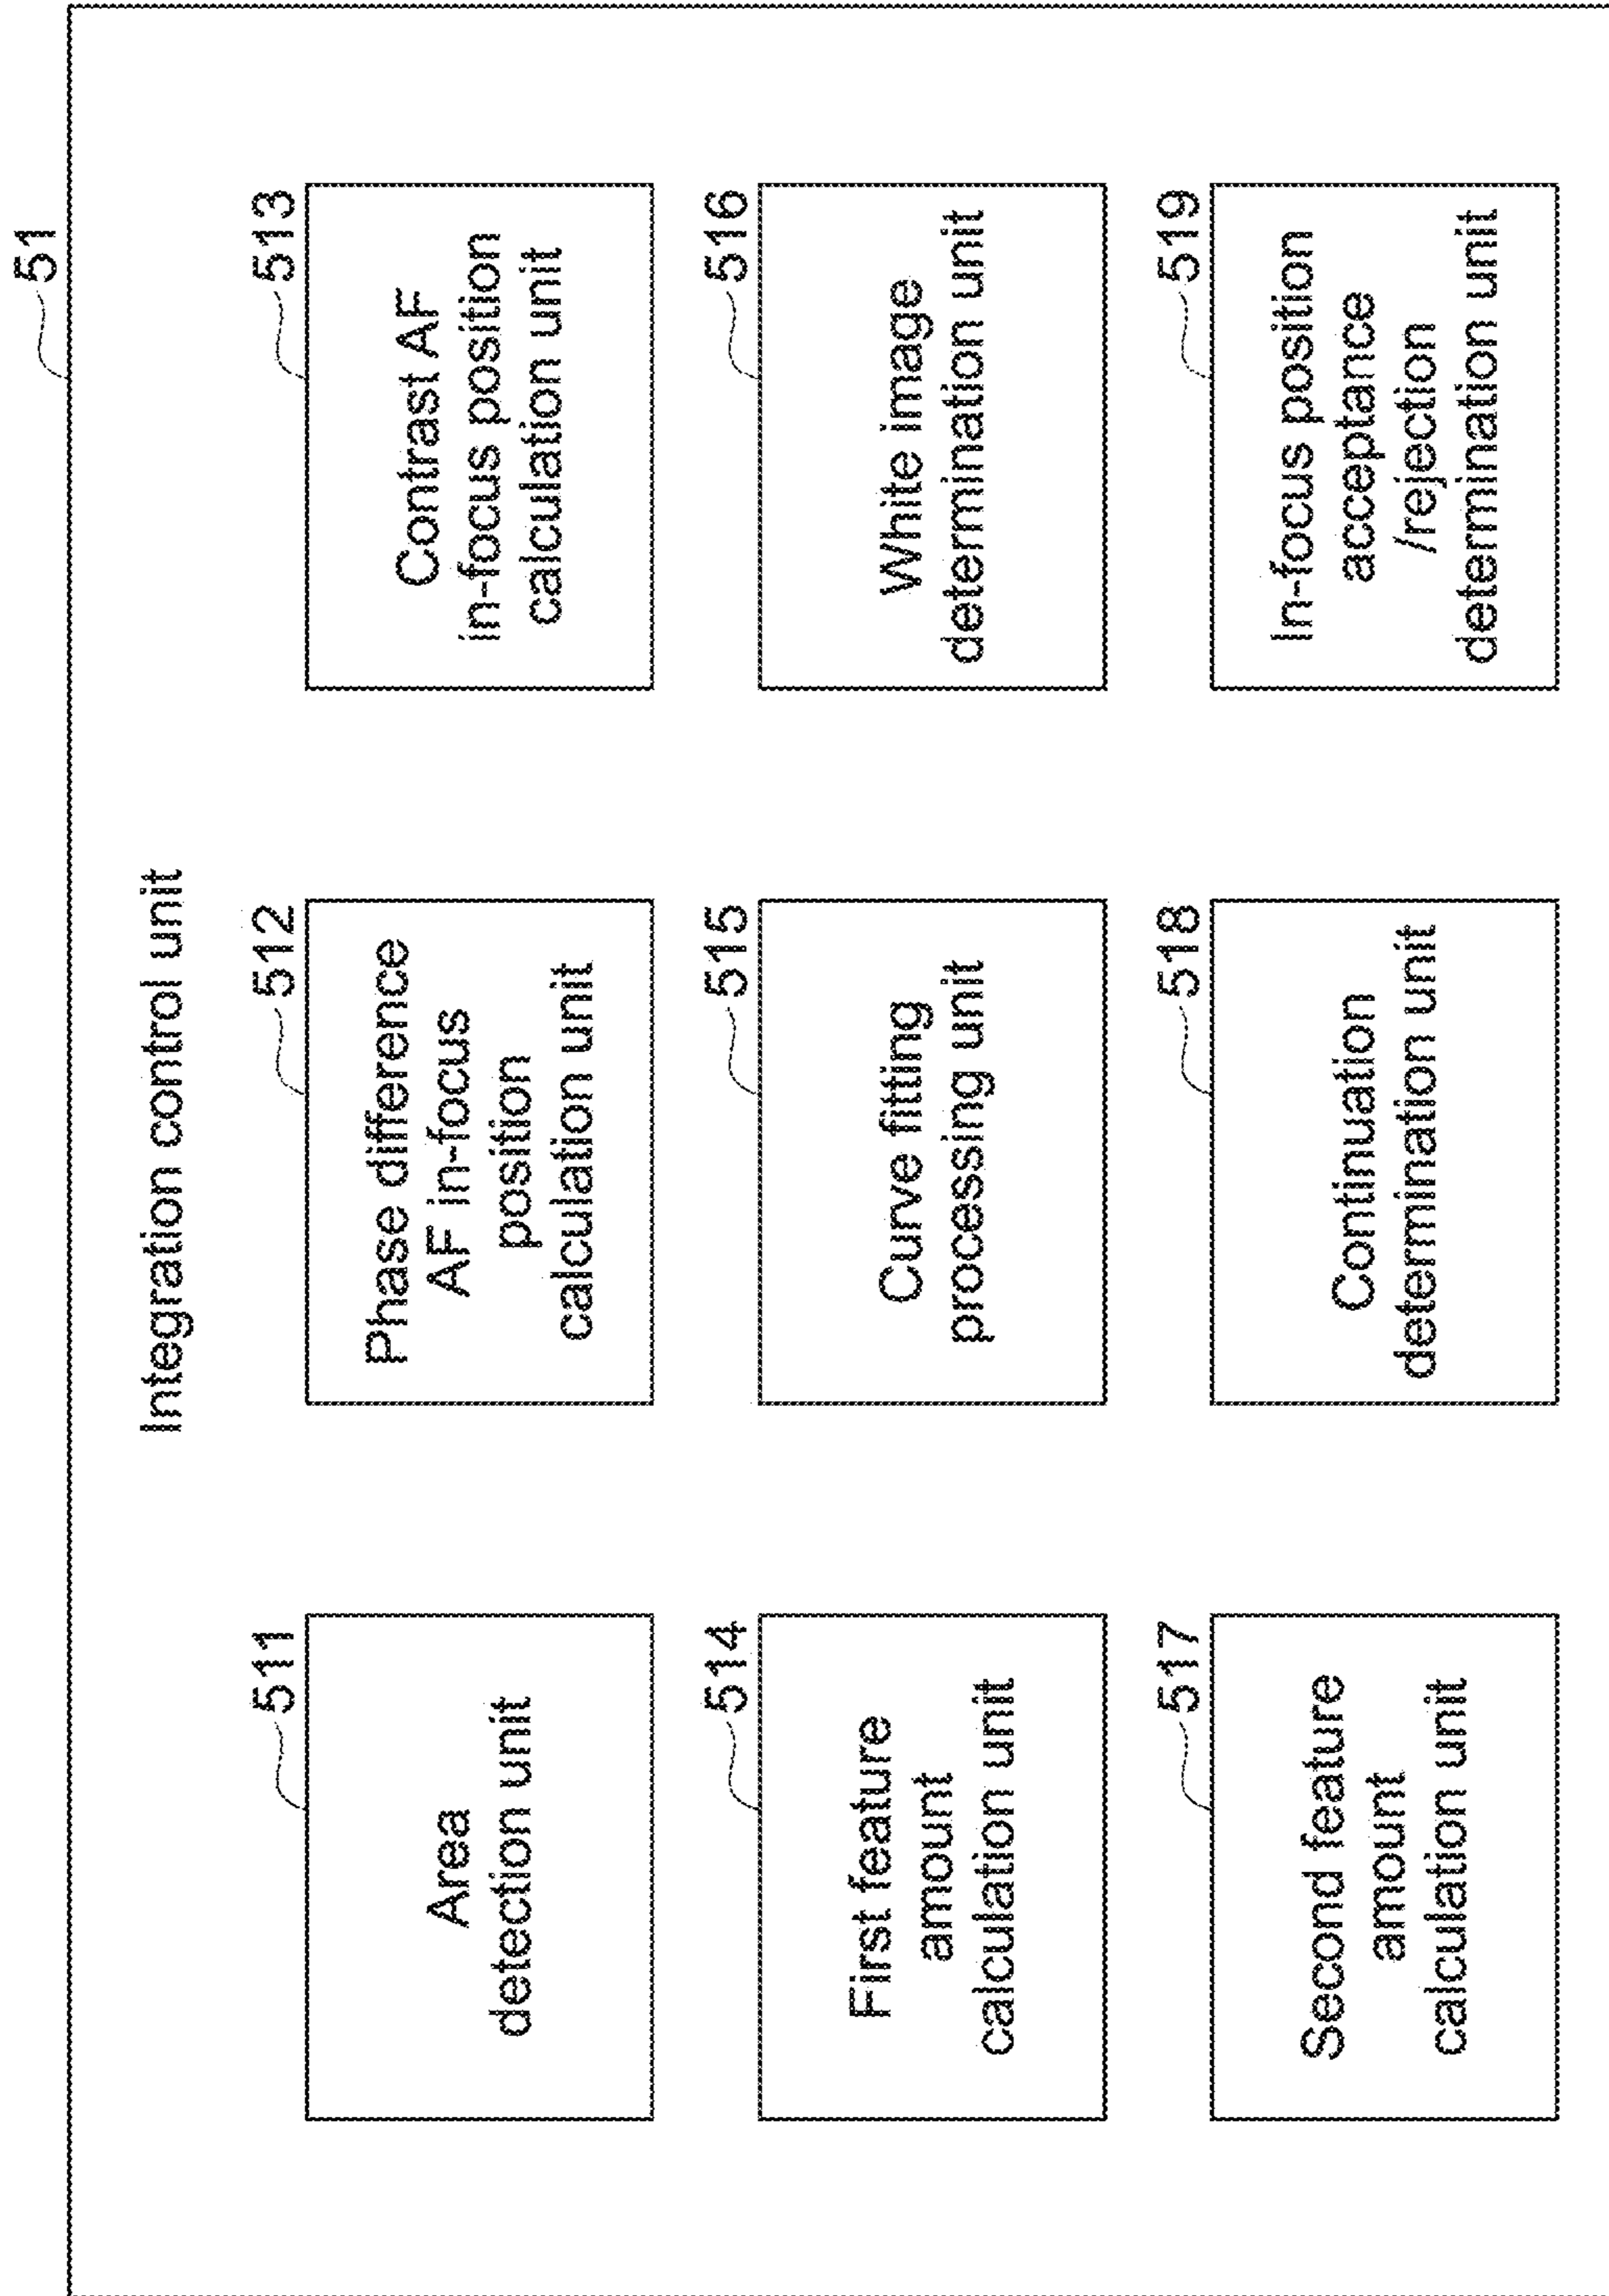 51
Integration control unit
511
Area
detection unit
512
Phase difference
AF in-focus
position
calculation unit
513
Contrast AF
in-focus position
calculation unit
514
First feature
amount
calculation unit
515
Curve fitting
processing unit
516
White image
determination unit
517
Second feature
amount
calculation unit
518
Continuation
determination unit
519
In-focus position
acceptance
/rejection
determination unit